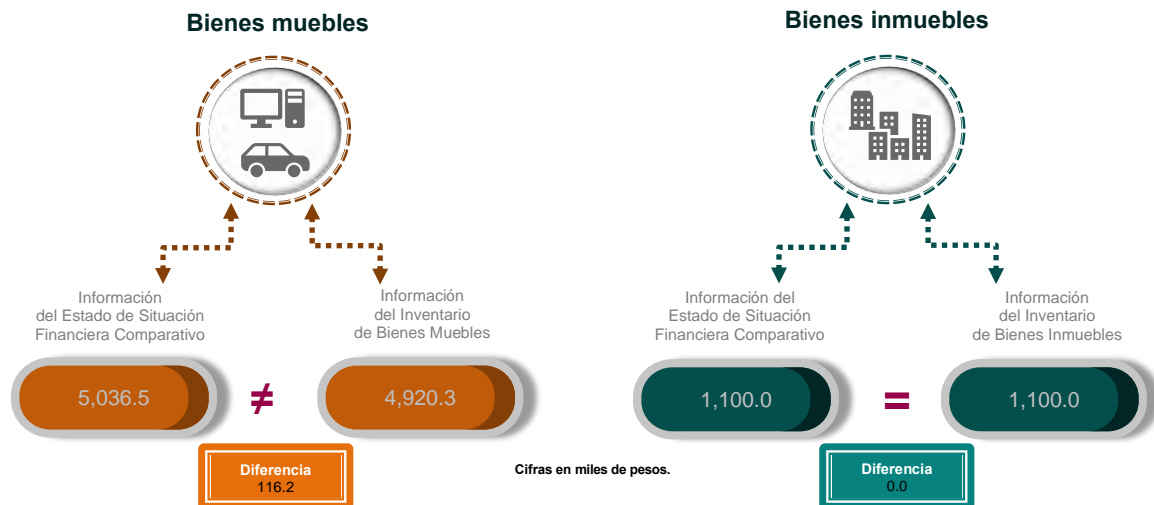 Bienes muebles
Información
del Estado de Situación
Financiera Comparativo
Información
del Inventario
de Bienes Muebles
5,036.5
≠
4,920.3
Diferencia
116.2
Cifras en miles de pesos.
Bienes inmuebles
Información del
Estado de Situación
Financiera Comparativo
Información
del Inventario
de Bienes Inmuebles
1,100.0
=
1,100.0
Diferencia
0.0